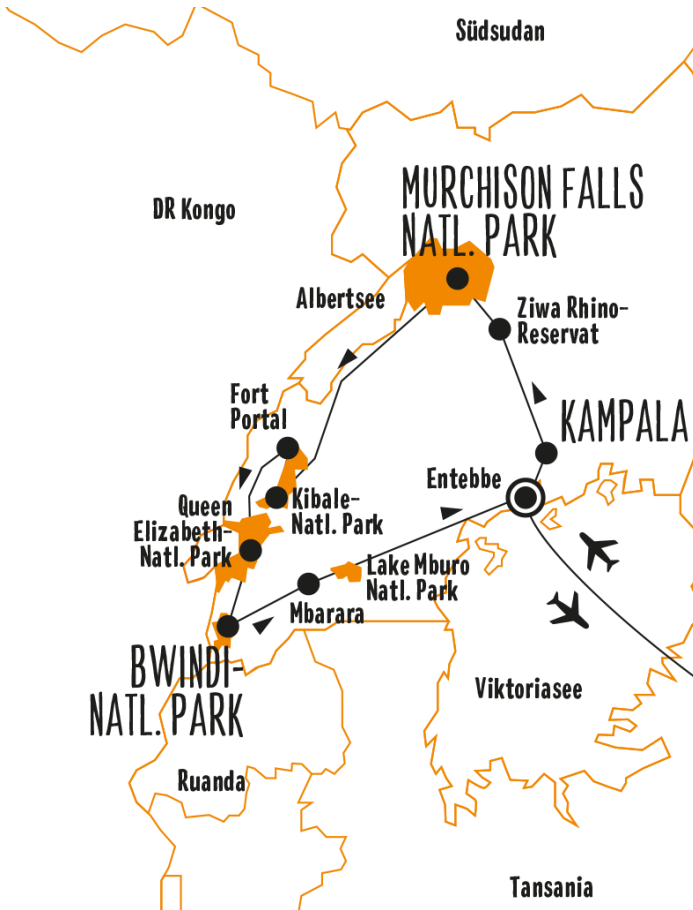 Südsudan
MURCHISON FALLS
NATL. PARK
DR Kongo
Albertsee
Ziwa Rhino-
Reservat
Fort
Portal
KAMPALA
Entebbe
Kibale-
Natl. Park
Queen
Elizabeth-
Natl. Park
Lake Mburo
Natl. Park
Mbarara
BWINDI-
NATL. PARK
Viktoriasee
Ruanda
Tansania